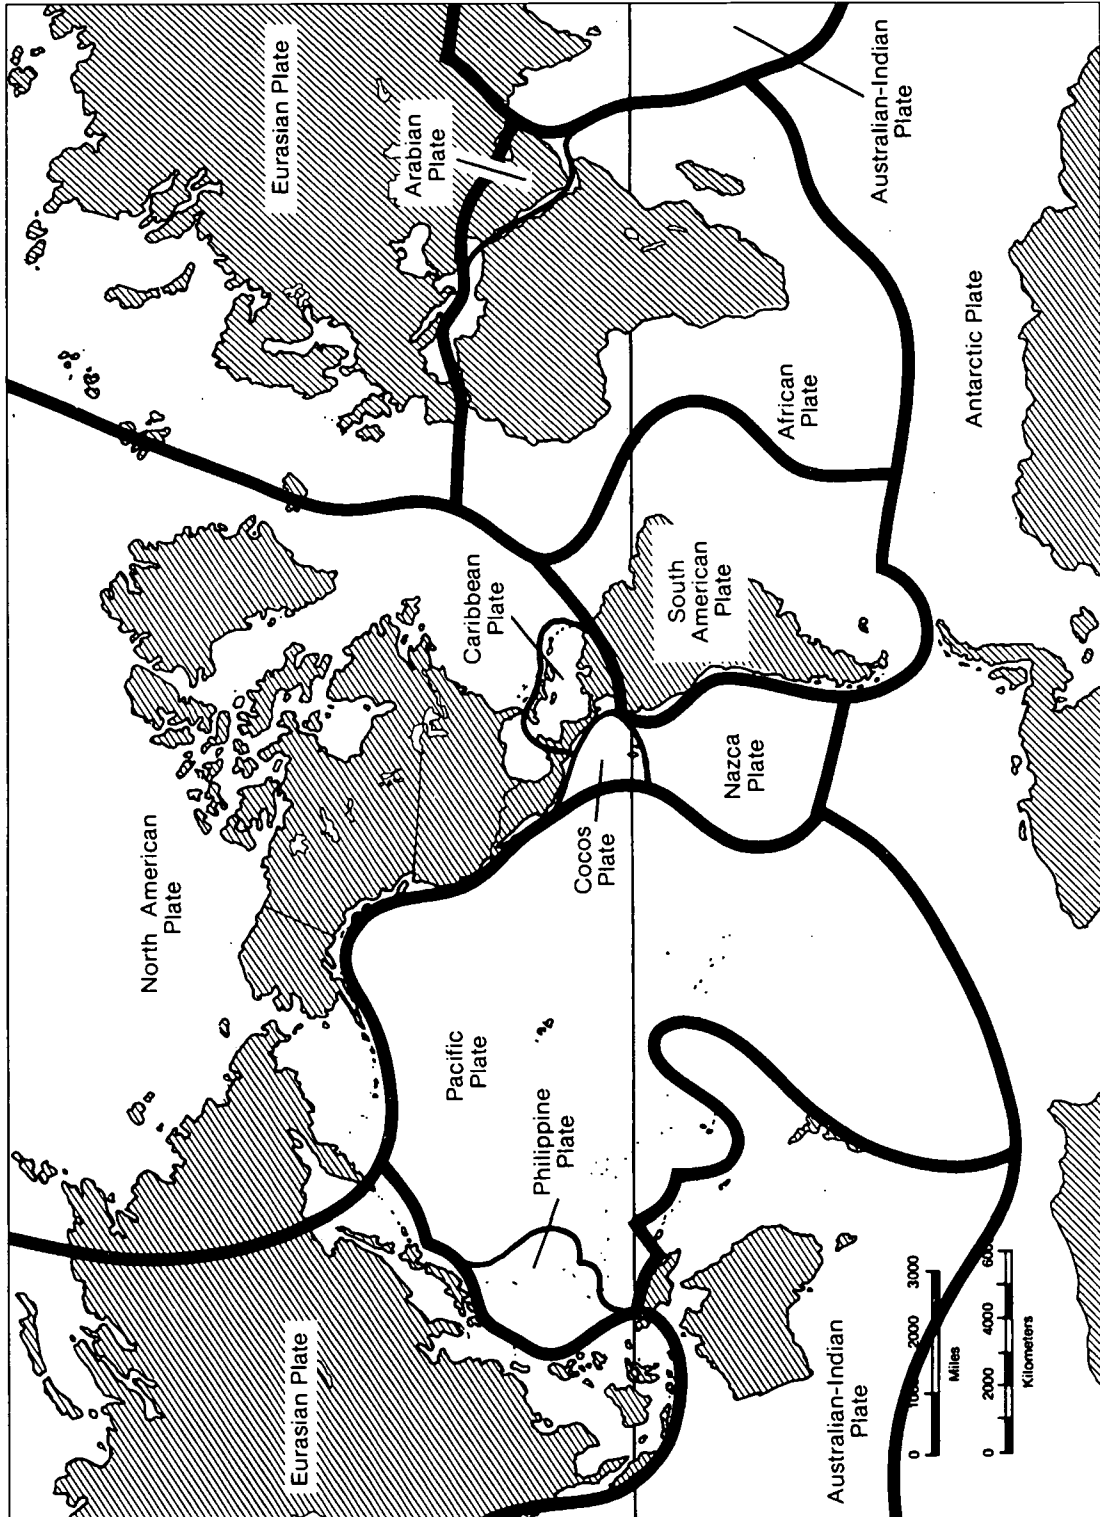 North American
Plate
Eurasian Plate
Eurasian Plate
Arabian
Plate
Pacific
Plate
Caribbean
Plate
Philippine
Plate
Cocos
Plate
South
American
Plate
Nazca
Plate
African
Plate
Australian-Indian
Plate
Australian-Indian
Plate
0 1000 2000 3000
Miles
Antarctic Plate
0 2000 4000 6000
Kilometers